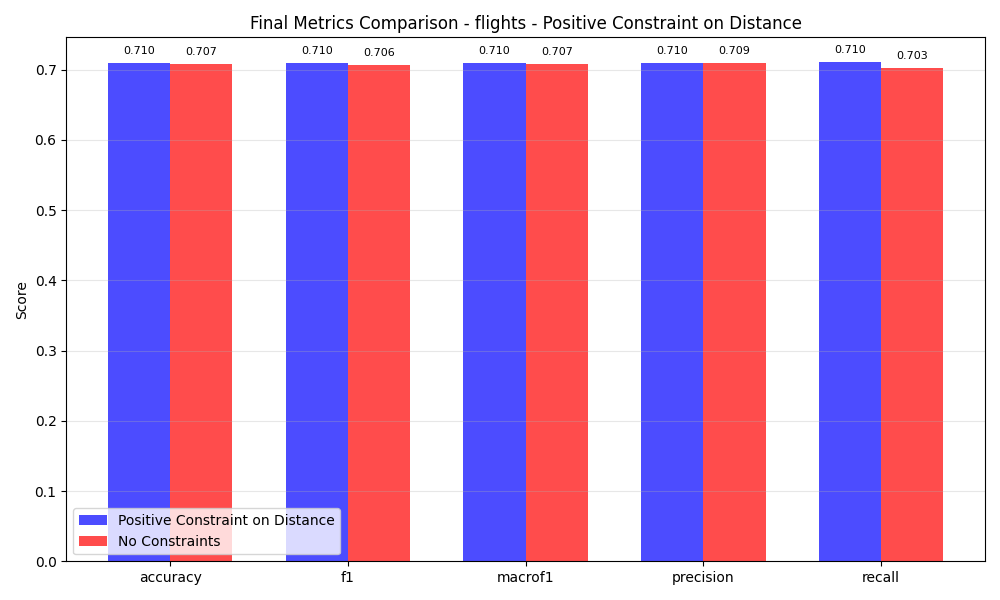 Final Metrics Comparison - flights - Positive Constraint on Distance
0.710 0.707 0.710 0.706 0.710 0.707 0.710 0.709 0.710 0.703
0.7
0.6
0.5
0.4
0.3
0.2
0.1
0.0
Score
Positive Constraint on Distance
No Constraints
accuracy f1 macrof1 precision recall